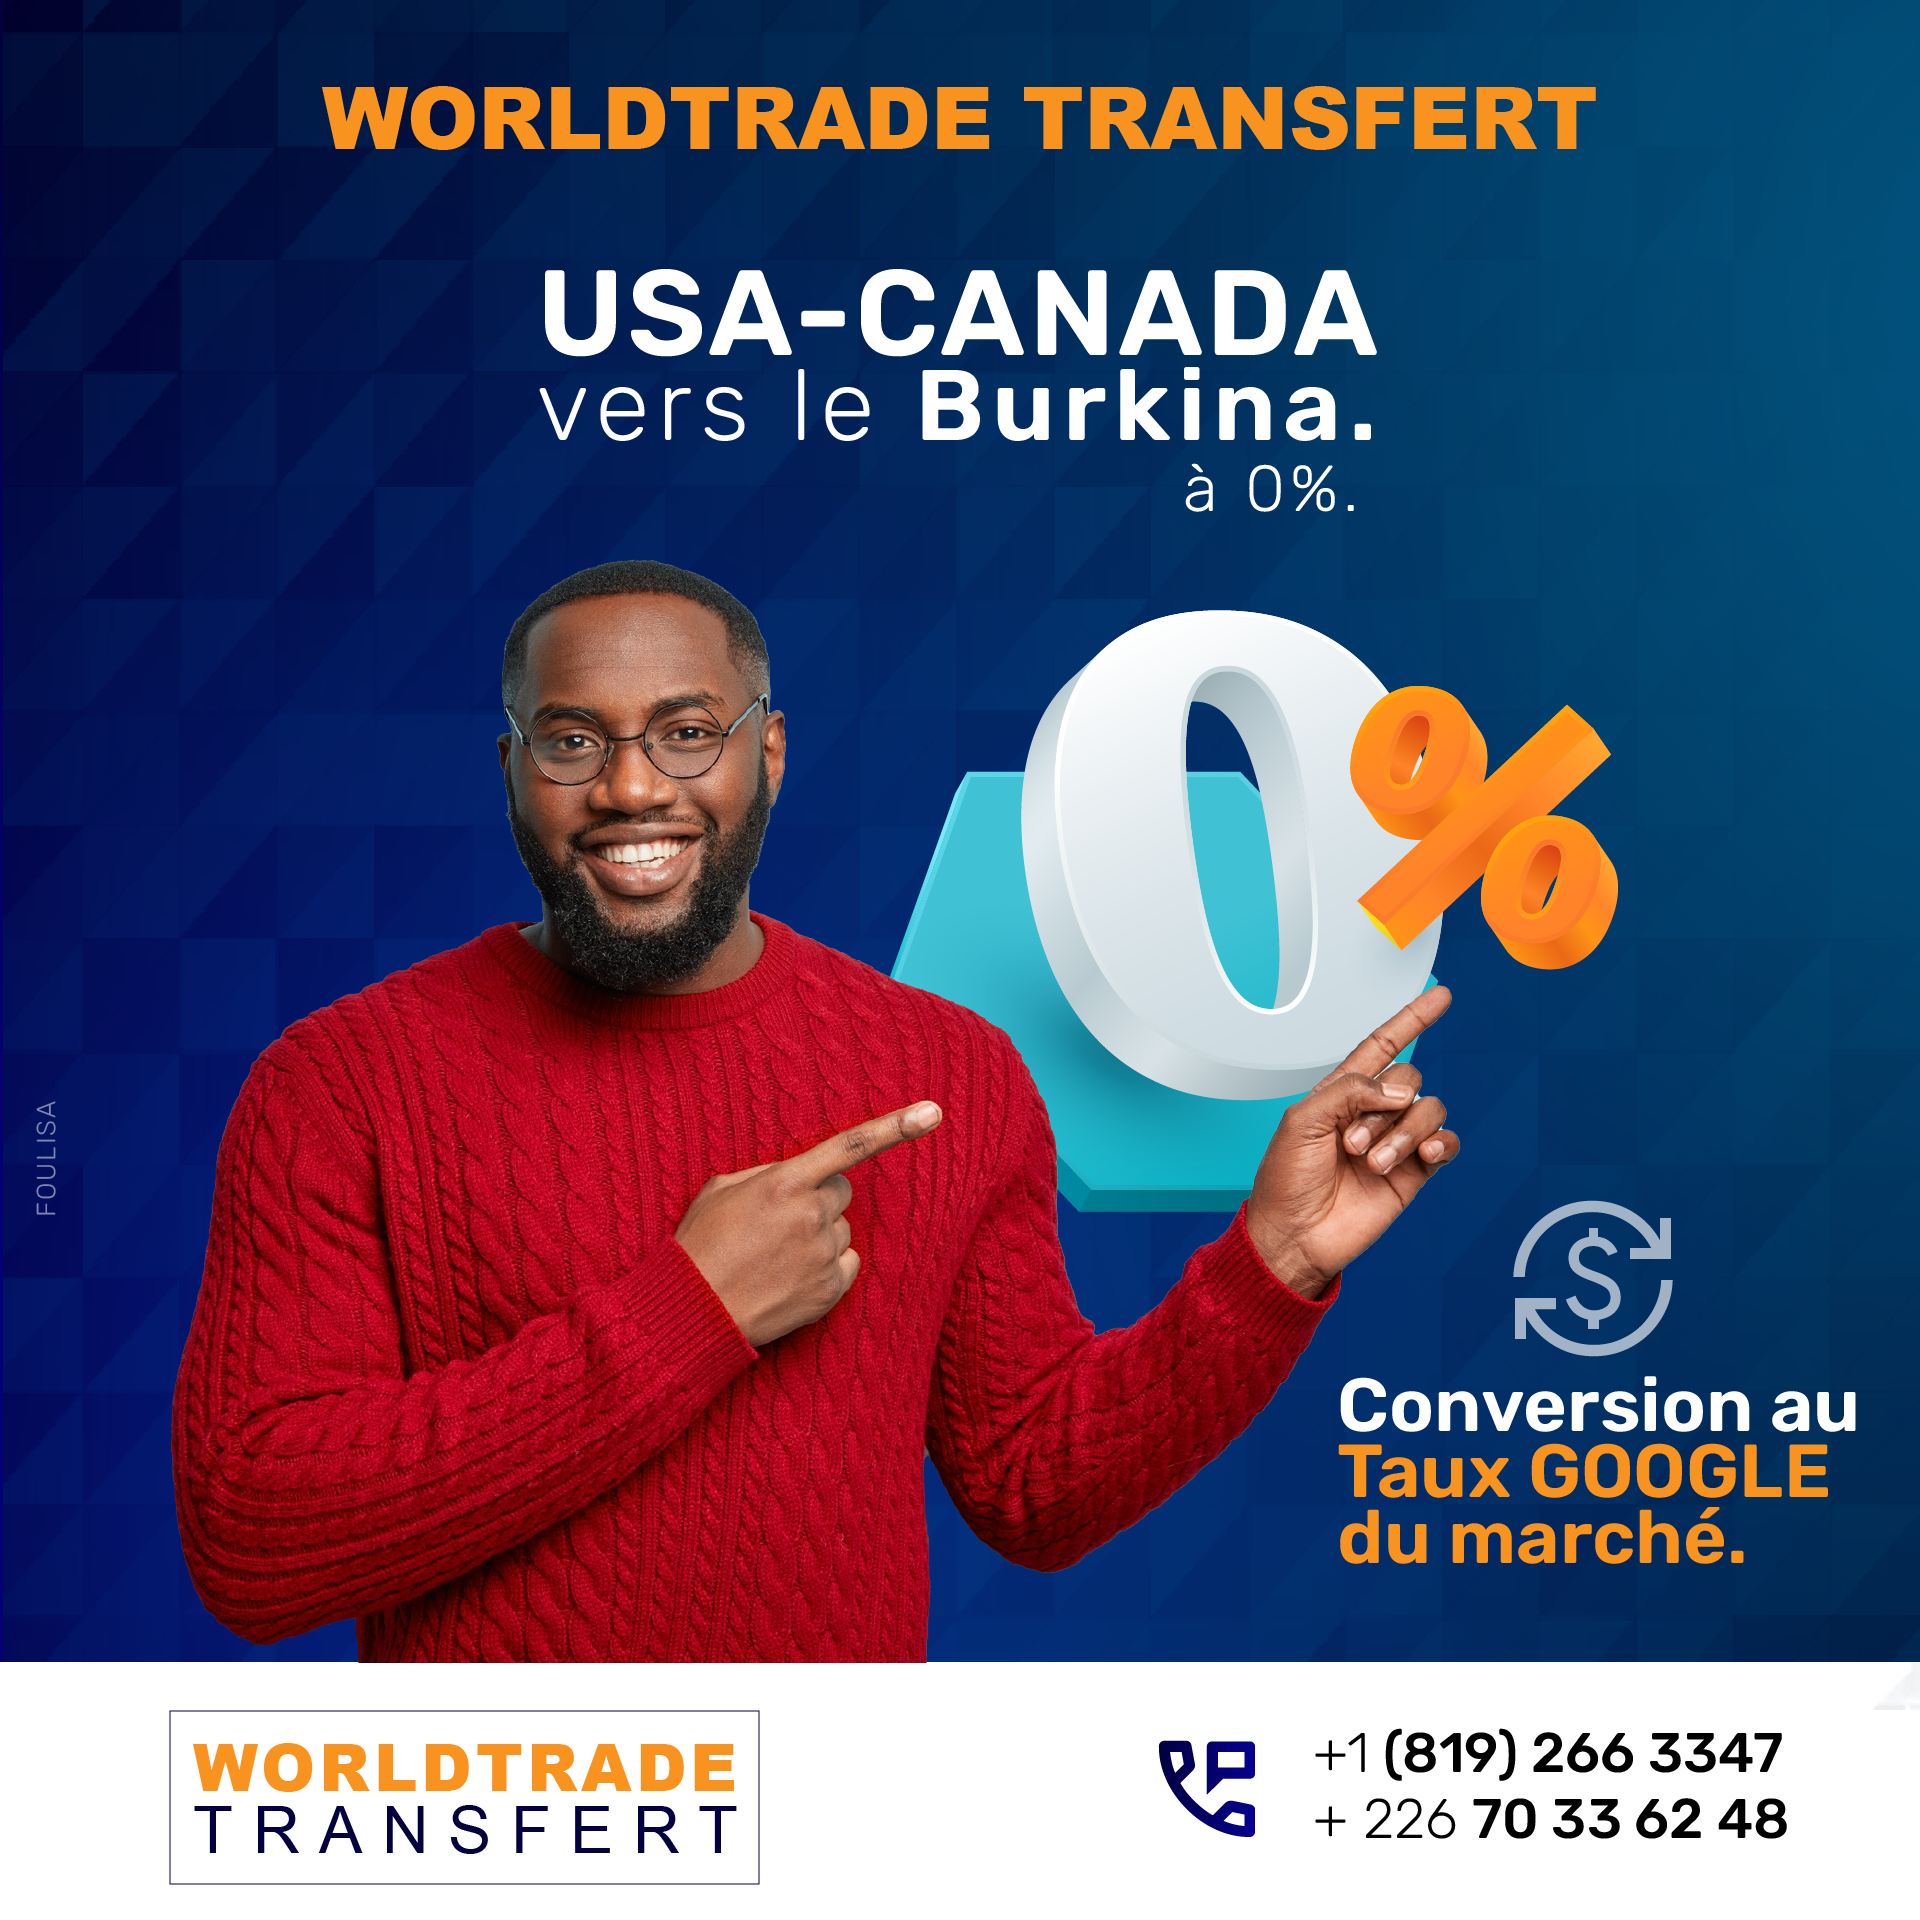 WORLDTRADE TRANSFERT
USA-CANADA
vers le Burkina.
à 0%.
0%
FOULISA
$
Conversion au
Taux GOOGLE
du marché.
WORLDTRADE
TRANSFERT
+1 (819) 266 3347
+ 226 70 33 62 48